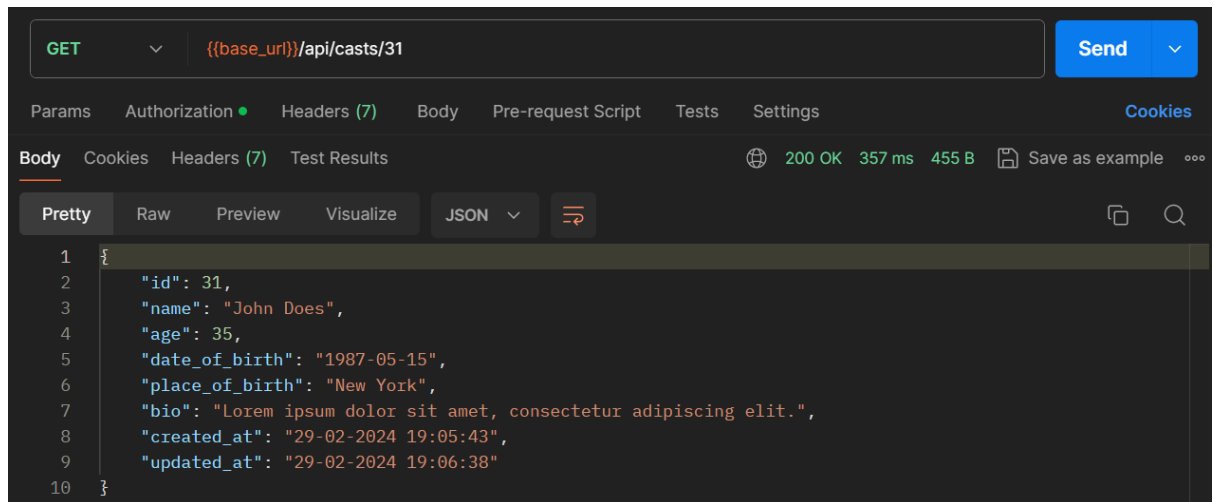 GET {{base_url}}/api/casts/31 Send
Params Authorization Headers (7) Body Pre-request Script Tests Settings Cookies
Body Cookies Headers (7) Test Results 200 OK 357 ms 455 B Save as example
Pretty Raw Preview Visualize JSON
1 {
2 "id": 31,
3 "name": "John Does",
4 "age": 35,
5 "date_of_birth": "1987-05-15",
6 "place_of_birth": "New York",
7 "bio": "Lorem ipsum dolor sit amet, consectetur adipiscing elit.",
8 "created_at": "29-02-2024 19:05:43",
9 "updated_at": "29-02-2024 19:06:38"
10 }